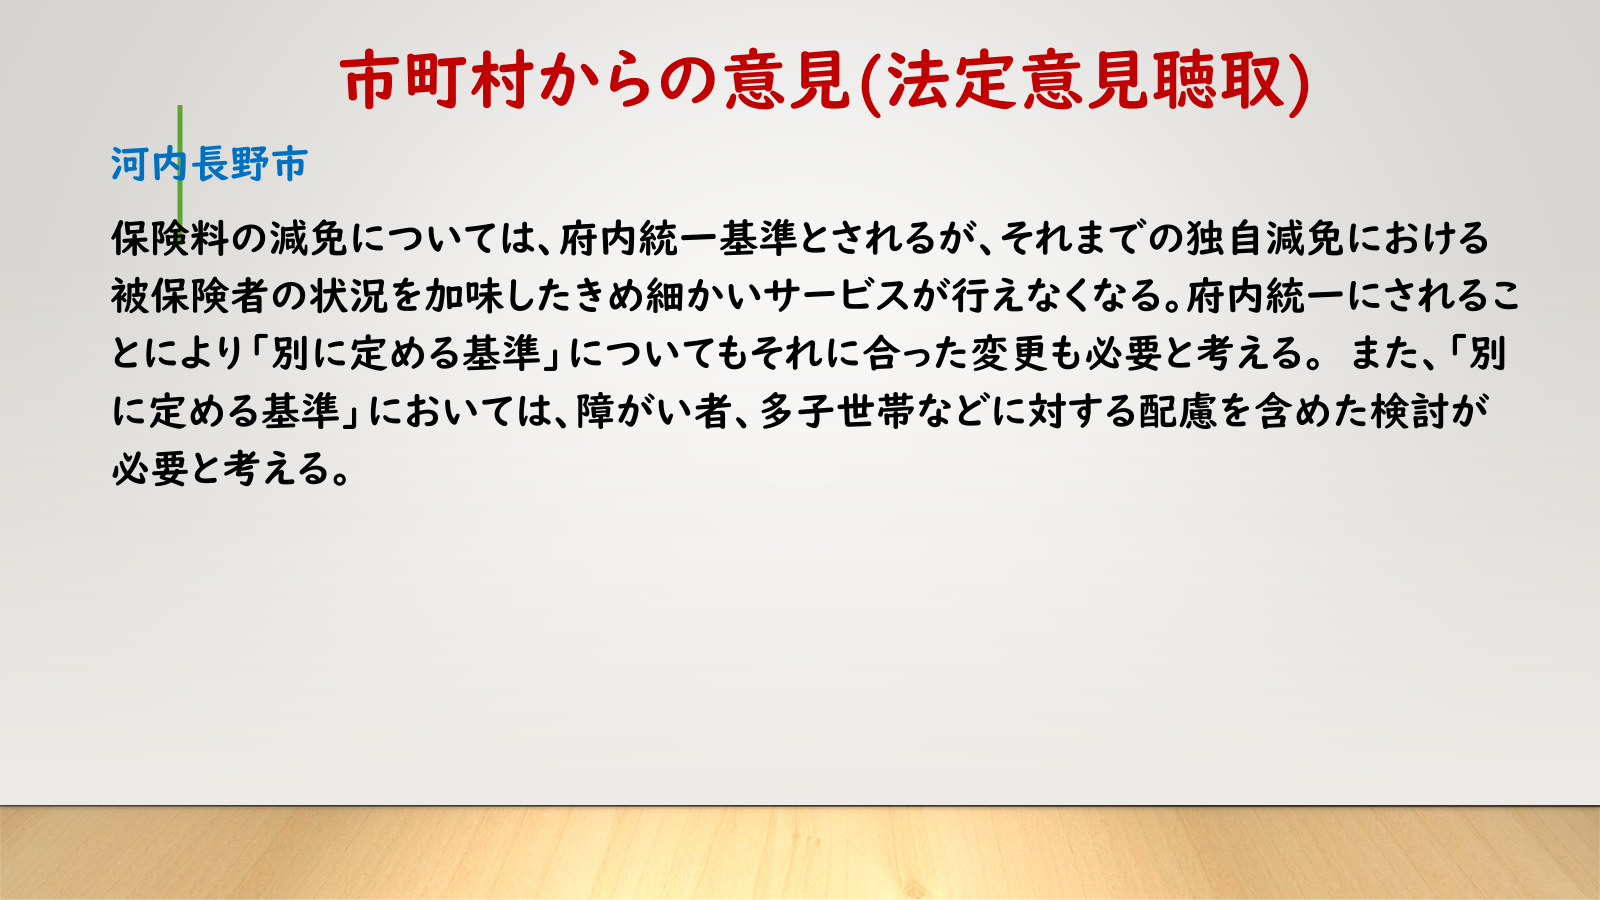 市町村からの意見(法定意見聴取)
河内長野市
保険料の減免については、府内統一基準とされるが、それまでの独自減免における
被保険者の状況を加味したきめ細かいサービスが行えなくなる。府内統一にされるこ
とにより「別に定める基準」についてもそれに合った変更も必要と考える。 また、「別
に定める基準」においては、障がい者、多子世帯などに対する配慮を含めた検討が
必要と考える。